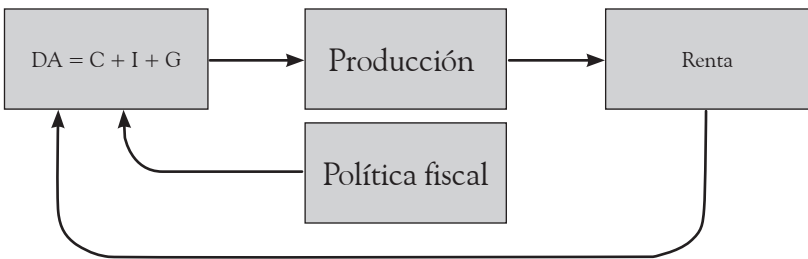 DA = C + I + G
Producción
Renta
Política fiscal